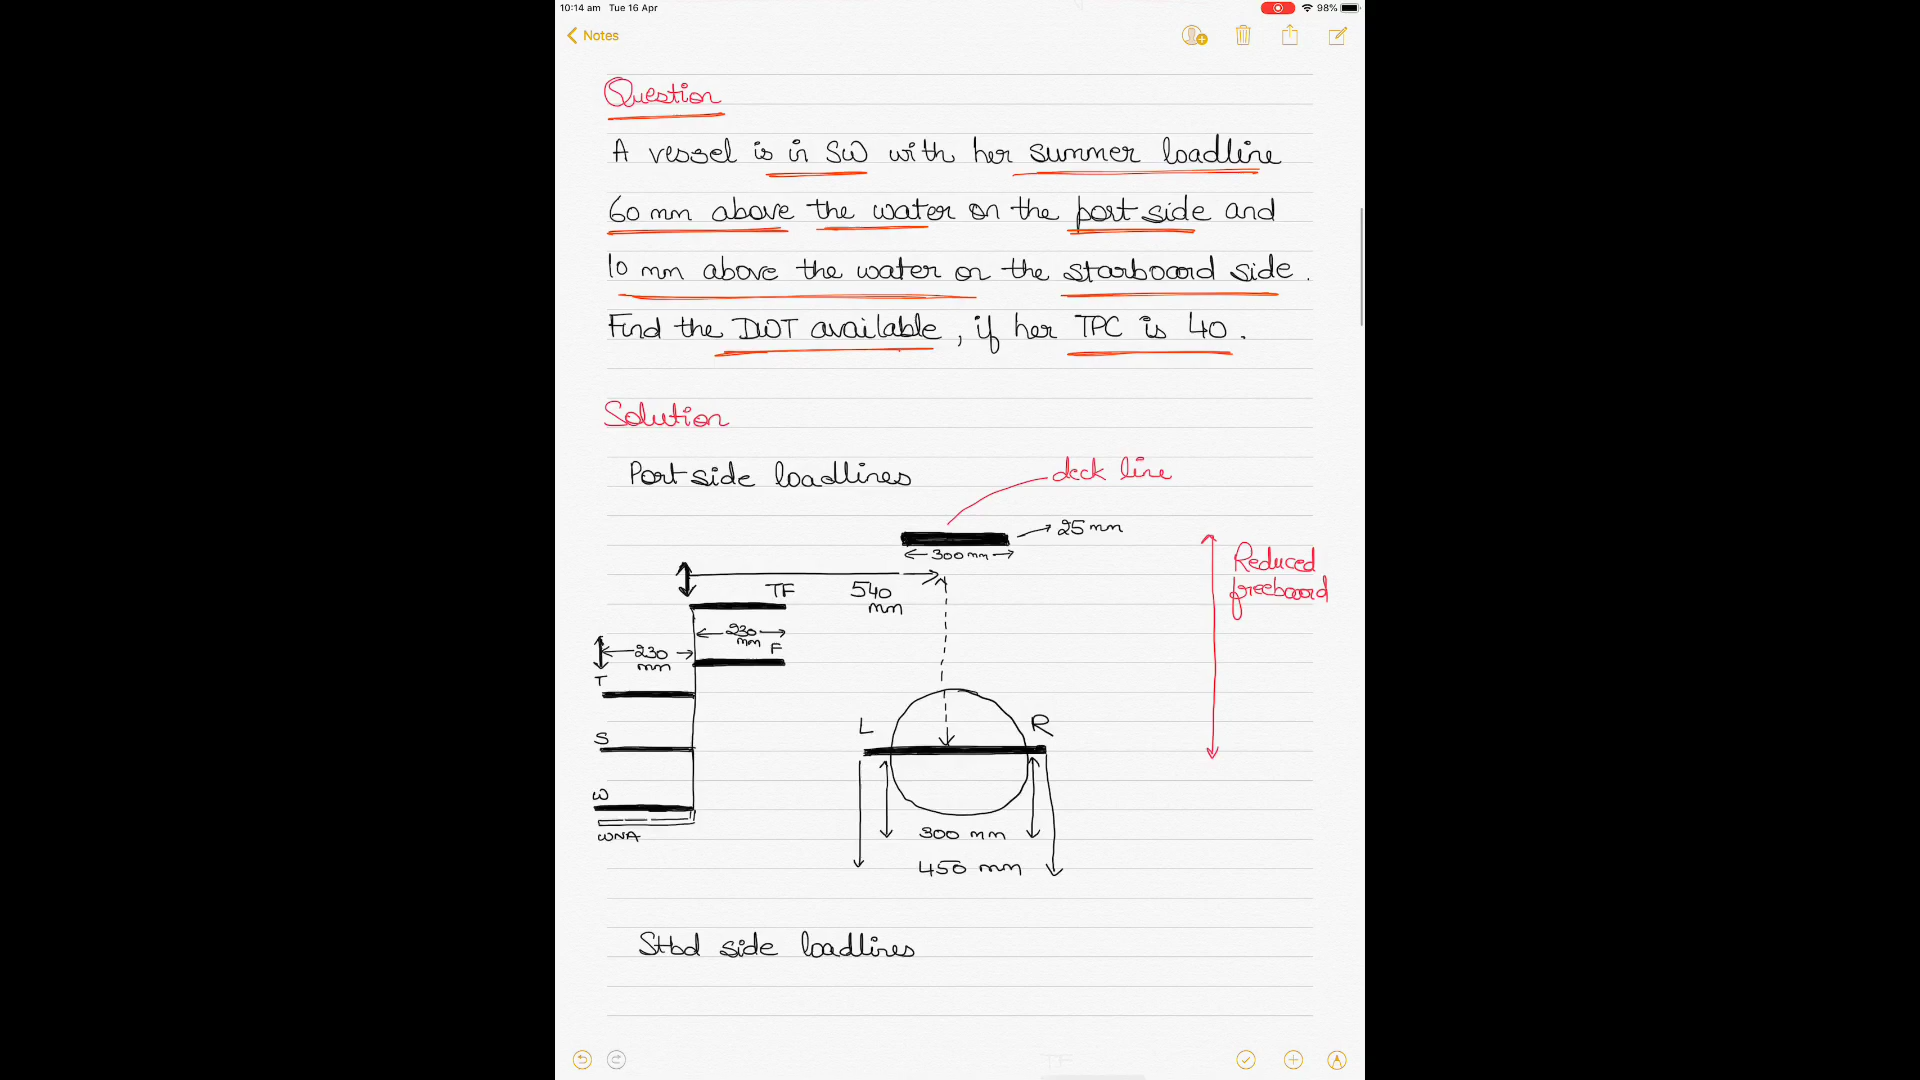 10:14 am Tue 16 Apr
98%
Notes
Question
A vessel is in SW with her summer loadline
60 mm above the water on the port side and
10 mm above the water on the starboard side.
Find the DWT available, if her TPC is 40.
Solution
Port side loadlines
deck line
25 mm
300 mm
Reduced
freeboard
TF
540
mm
230
mm
F
230
mm
T
S
L
R
W
WNA
300 mm
450 mm
Stbd side loadlines